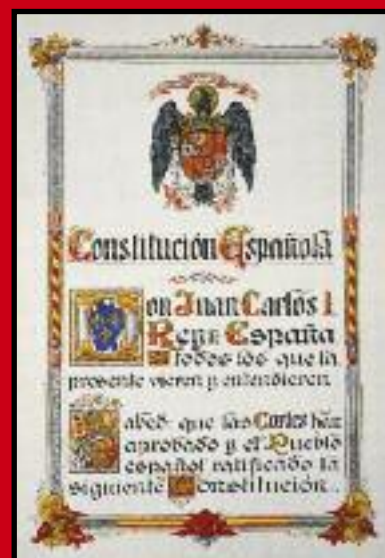 Constitución Española
Don Juan Carlos I
Rey de España
A todos los que la
presente vieren y entendieren
Sabed: que las Cortes han
aprobado y el Pueblo
español ratificado la
siguiente Constitución